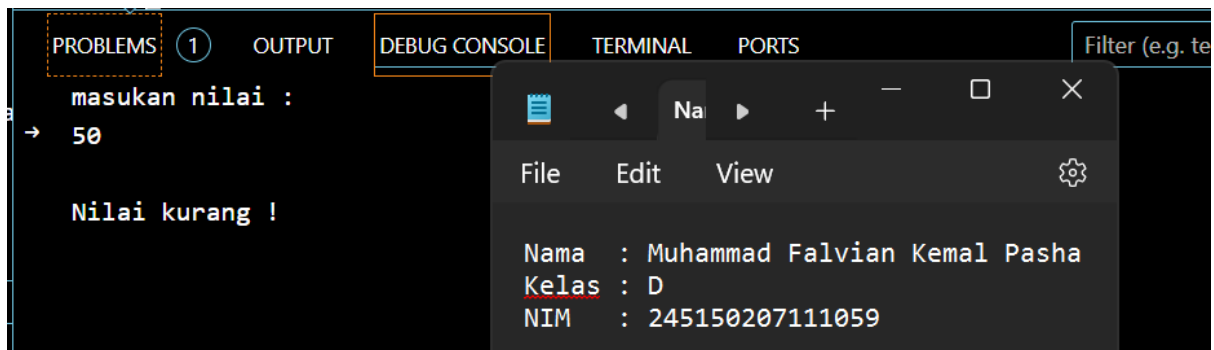 PROBLEMS 1 OUTPUT DEBUG CONSOLE TERMINAL PORTS Filter (e.g. te
masukan nilai :
→ 50
Nilai kurang !
Na
File Edit View
Nama : Muhammad Falvian Kemal Pasha
Kelas : D
NIM : 245150207111059